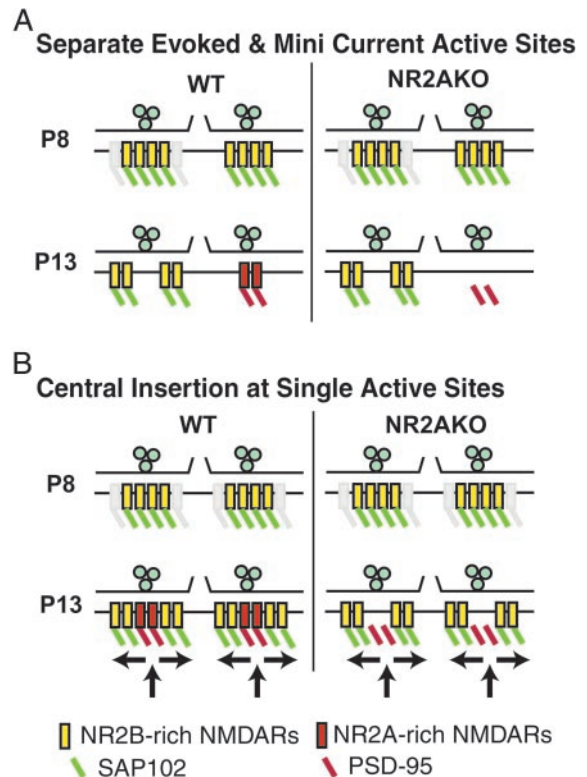 A
Separate Evoked & Mini Current Active Sites
WT NR2AKO
P8
P13
B
Central Insertion at Single Active Sites
WT NR2AKO
P8
P13
NR2B-rich NMDARs NR2A-rich NMDARs
SAP102 PSD-95